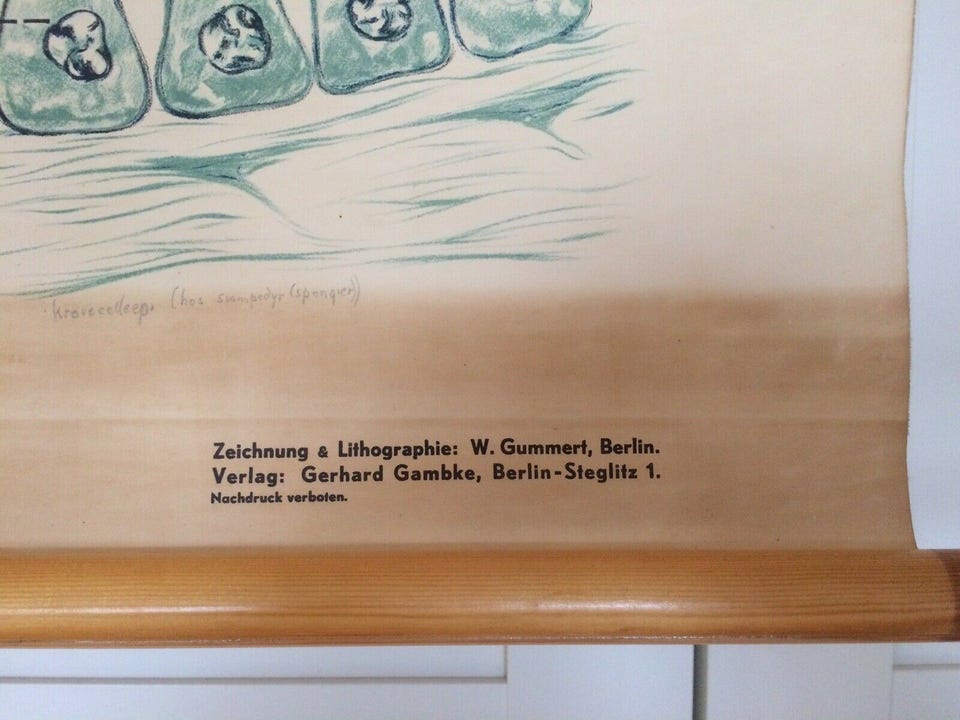 (hos svampedyr (spongier))
Zeichnung & Lithographie: W. Gummert, Berlin.
Verlag: Gerhard Gambke, Berlin-Steglitz 1.
Nachdruck verboten.